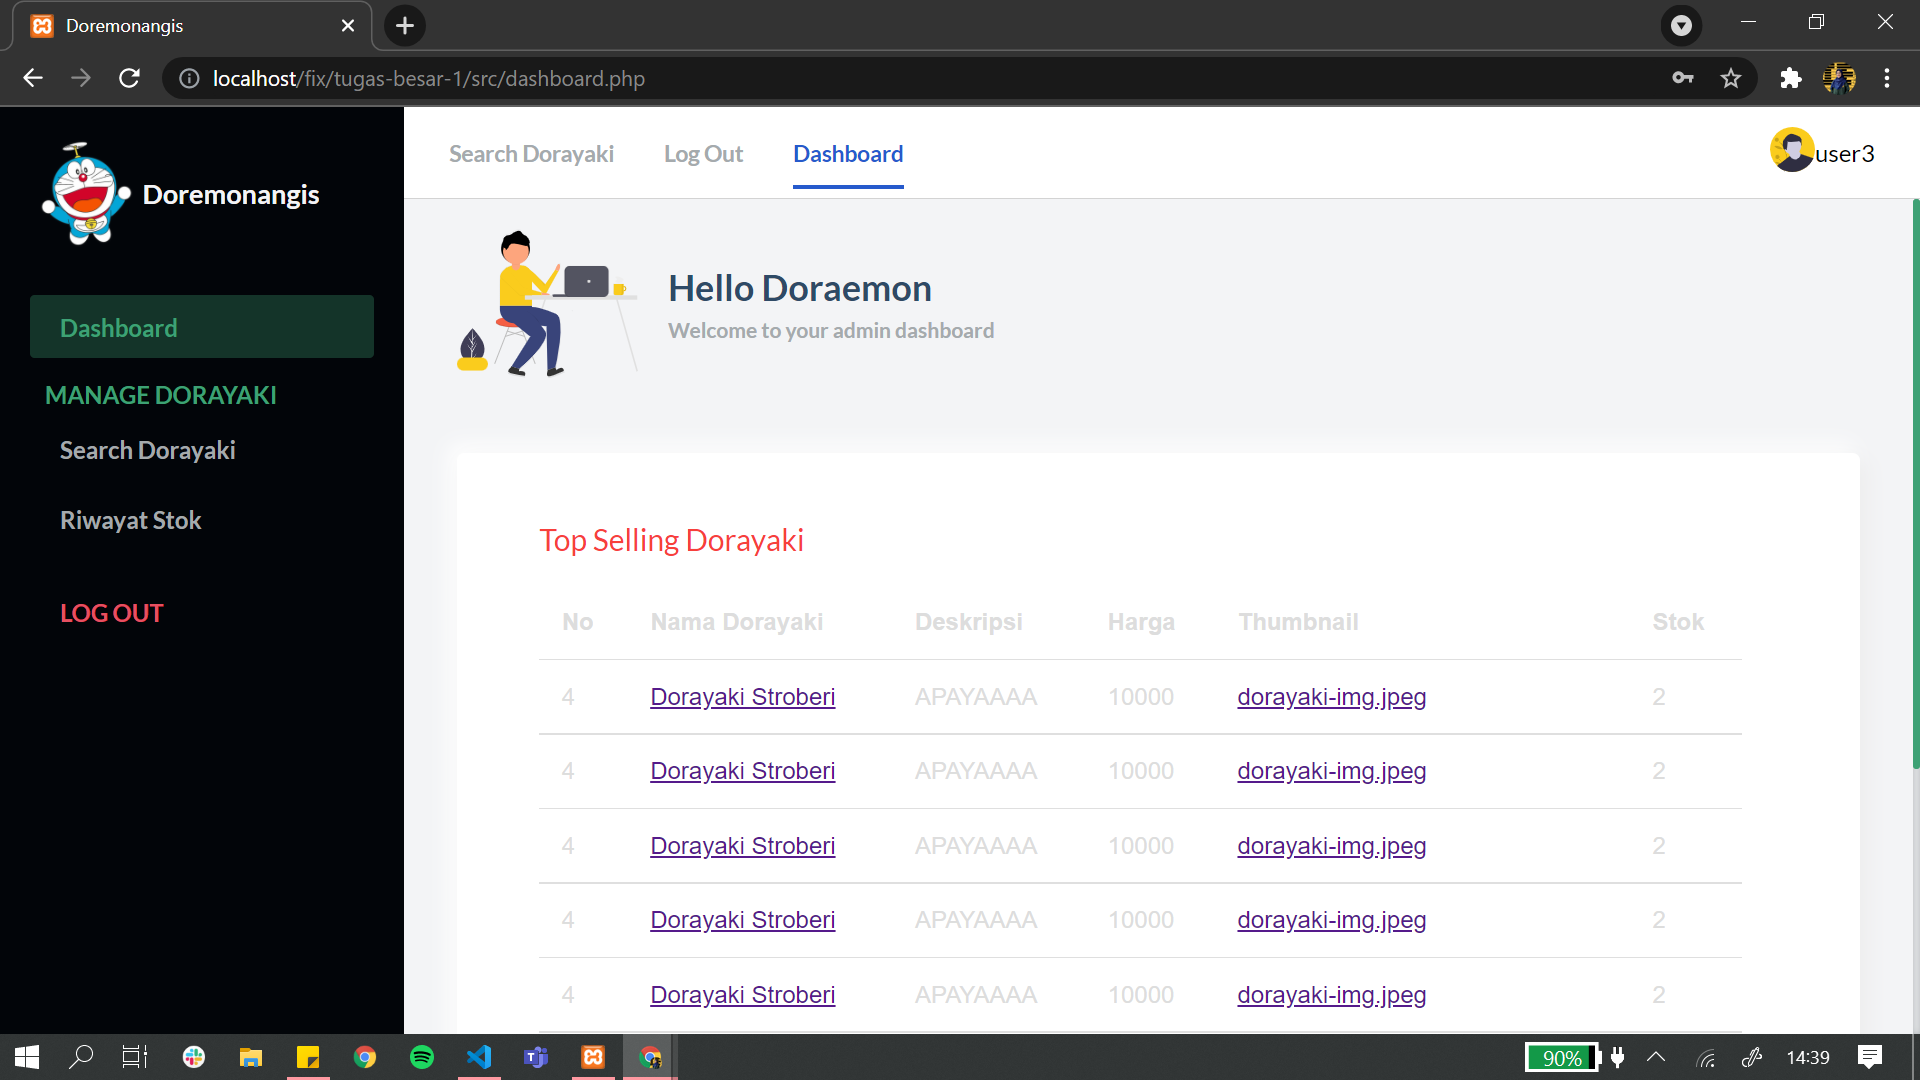 Doremonangis
localhost/fix/tugas-besar-1/src/dashboard.php
Doremonangis
Dashboard
MANAGE DORAYAKI
Search Dorayaki
Riwayat Stok
LOG OUT
Search Dorayaki Log Out Dashboard user3
Hello Doraemon
Welcome to your admin dashboard
Top Selling Dorayaki
No Nama Dorayaki Deskripsi Harga Thumbnail Stok
4 Dorayaki Stroberi APAYAAAA 10000 dorayaki-img.jpeg 2
4 Dorayaki Stroberi APAYAAAA 10000 dorayaki-img.jpeg 2
4 Dorayaki Stroberi APAYAAAA 10000 dorayaki-img.jpeg 2
4 Dorayaki Stroberi APAYAAAA 10000 dorayaki-img.jpeg 2
4 Dorayaki Stroberi APAYAAAA 10000 dorayaki-img.jpeg 2
90% 14:39